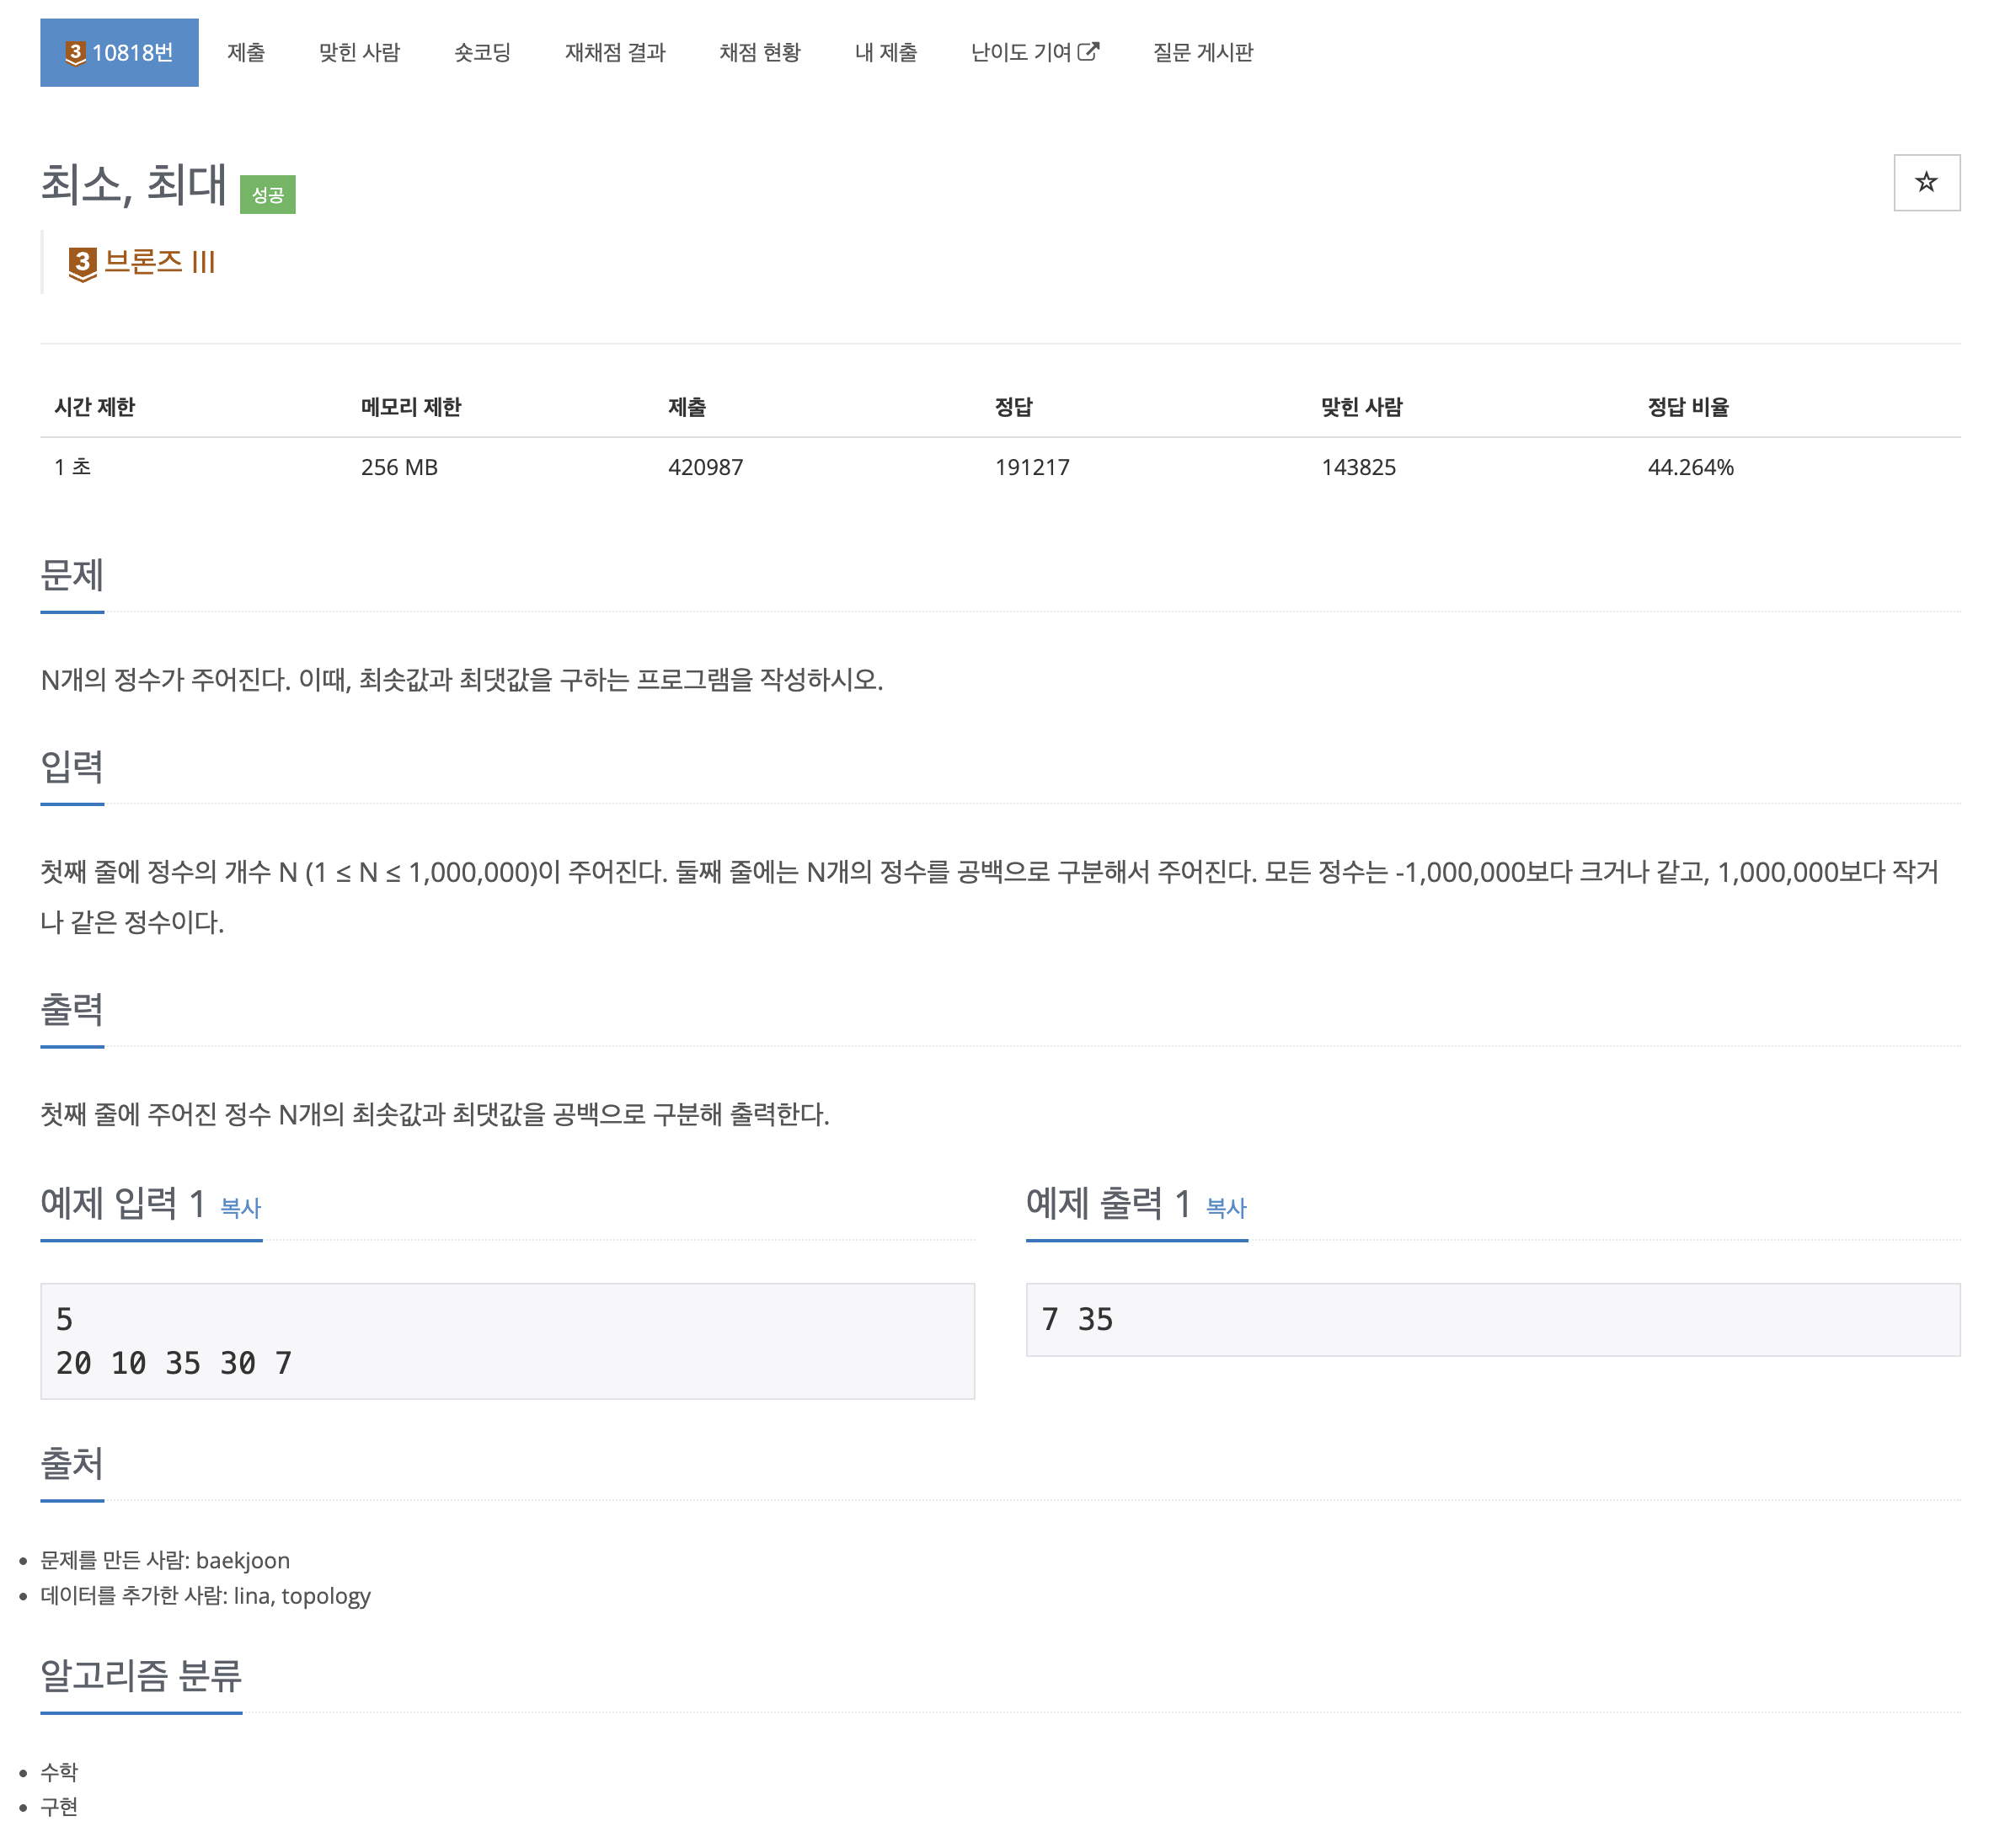 3 10818번 제출 맞힌 사람 숏코딩 재채점 결과 채점 현황 내 제출 난이도 기여 질문 게시판
최소, 최대 성공
3 브론즈 III
시간 제한 메모리 제한 제출 정답 맞힌 사람 정답 비율
1 초 256 MB 420987 191217 143825 44.264%
문제
N개의 정수가 주어진다. 이때, 최솟값과 최댓값을 구하는 프로그램을 작성하시오.
입력
첫째 줄에 정수의 개수 N (1 ≤ N ≤ 1,000,000)이 주어진다. 둘째 줄에는 N개의 정수를 공백으로 구분해서 주어진다. 모든 정수는 -1,000,000보다 크거나 같고, 1,000,000보다 작거
나 같은 정수이다.
출력
첫째 줄에 주어진 정수 N개의 최솟값과 최댓값을 공백으로 구분해 출력한다.
예제 입력 1 복사
5
20 10 35 30 7
예제 출력 1 복사
7 35
출처
문제를 만든 사람: baekjoon
데이터를 추가한 사람: lina, topology
알고리즘 분류
수학
구현